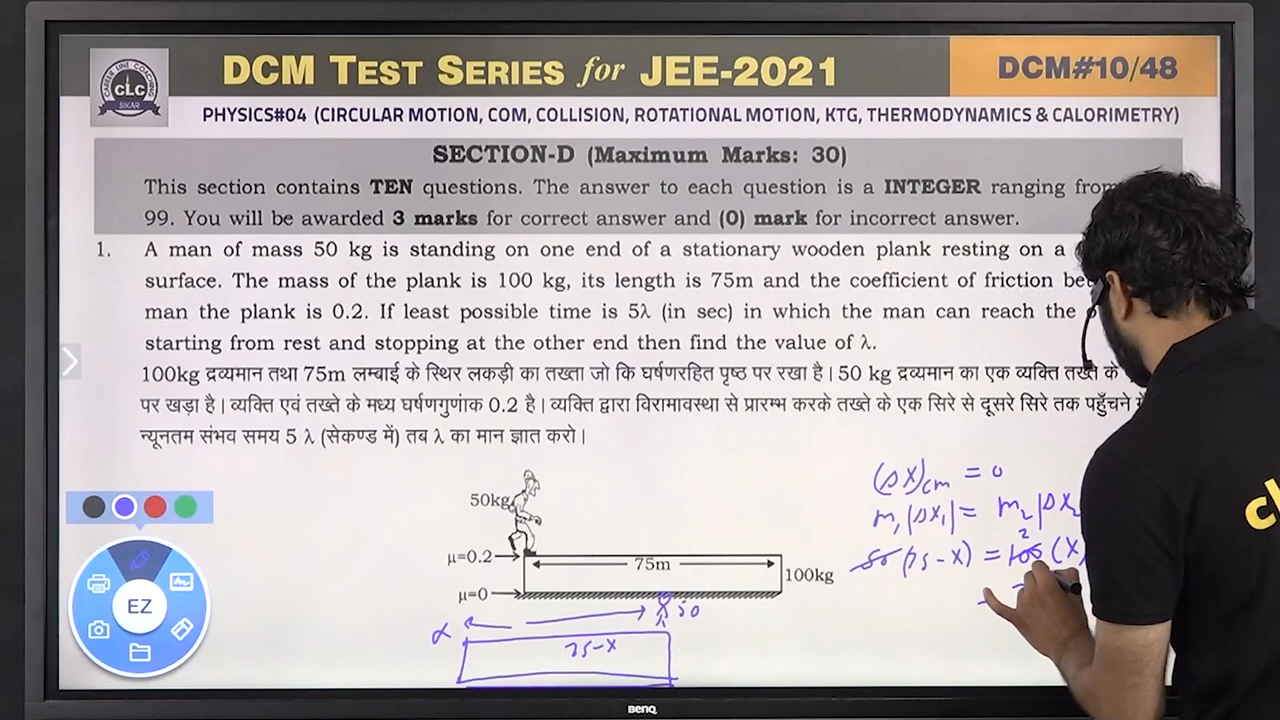 DCM TEST SERIES for JEE-2021
DCM#10/48
CAREER LINE COACHING
CLC
SIKAR
PHYSICS#04 (CIRCULAR MOTION, COM, COLLISION, ROTATIONAL MOTION, KTG, THERMODYNAMICS & CALORIMETRY)
SECTION-D (Maximum Marks: 30)
This section contains TEN questions. The answer to each question is a INTEGER ranging from
99. You will be awarded 3 marks for correct answer and (0) mark for incorrect answer.
1. A man of mass 50 kg is standing on one end of a stationary wooden plank resting on a
surface. The mass of the plank is 100 kg, its length is 75m and the coefficient of friction
man the plank is 0.2. If least possible time is 5λ (in sec) in which the man can reach the
starting from rest and stopping at the other end then find the value of λ.
100kg द्रव्यमान तथा 75m लम्बाई के स्थिर लकड़ी का तख्ता जो कि घर्षणरहित पृष्ठ पर रखा है। 50 kg द्रव्यमान का एक व्यक्ति तख्ते के
पर खड़ा है। व्यक्ति एवं तख्ते के मध्य घर्षणगुणांक 0.2 है। व्यक्ति द्वारा विरामावस्था से प्रारम्भ करके तख्ते के एक सिरे से दूसरे सिरे तक पहुँचने
न्यूनतम संभव समय 5 λ (सेकण्ड में) तब λ का मान ज्ञात करो।
50kg
μ=0.2
75m
100kg
μ=0
50
75-x
(Δx)cm = 0
m₁|Δx₁| = m₂|Δx₂
50 (75-x) = 100 (x)
2
EZ
cl
BenQ